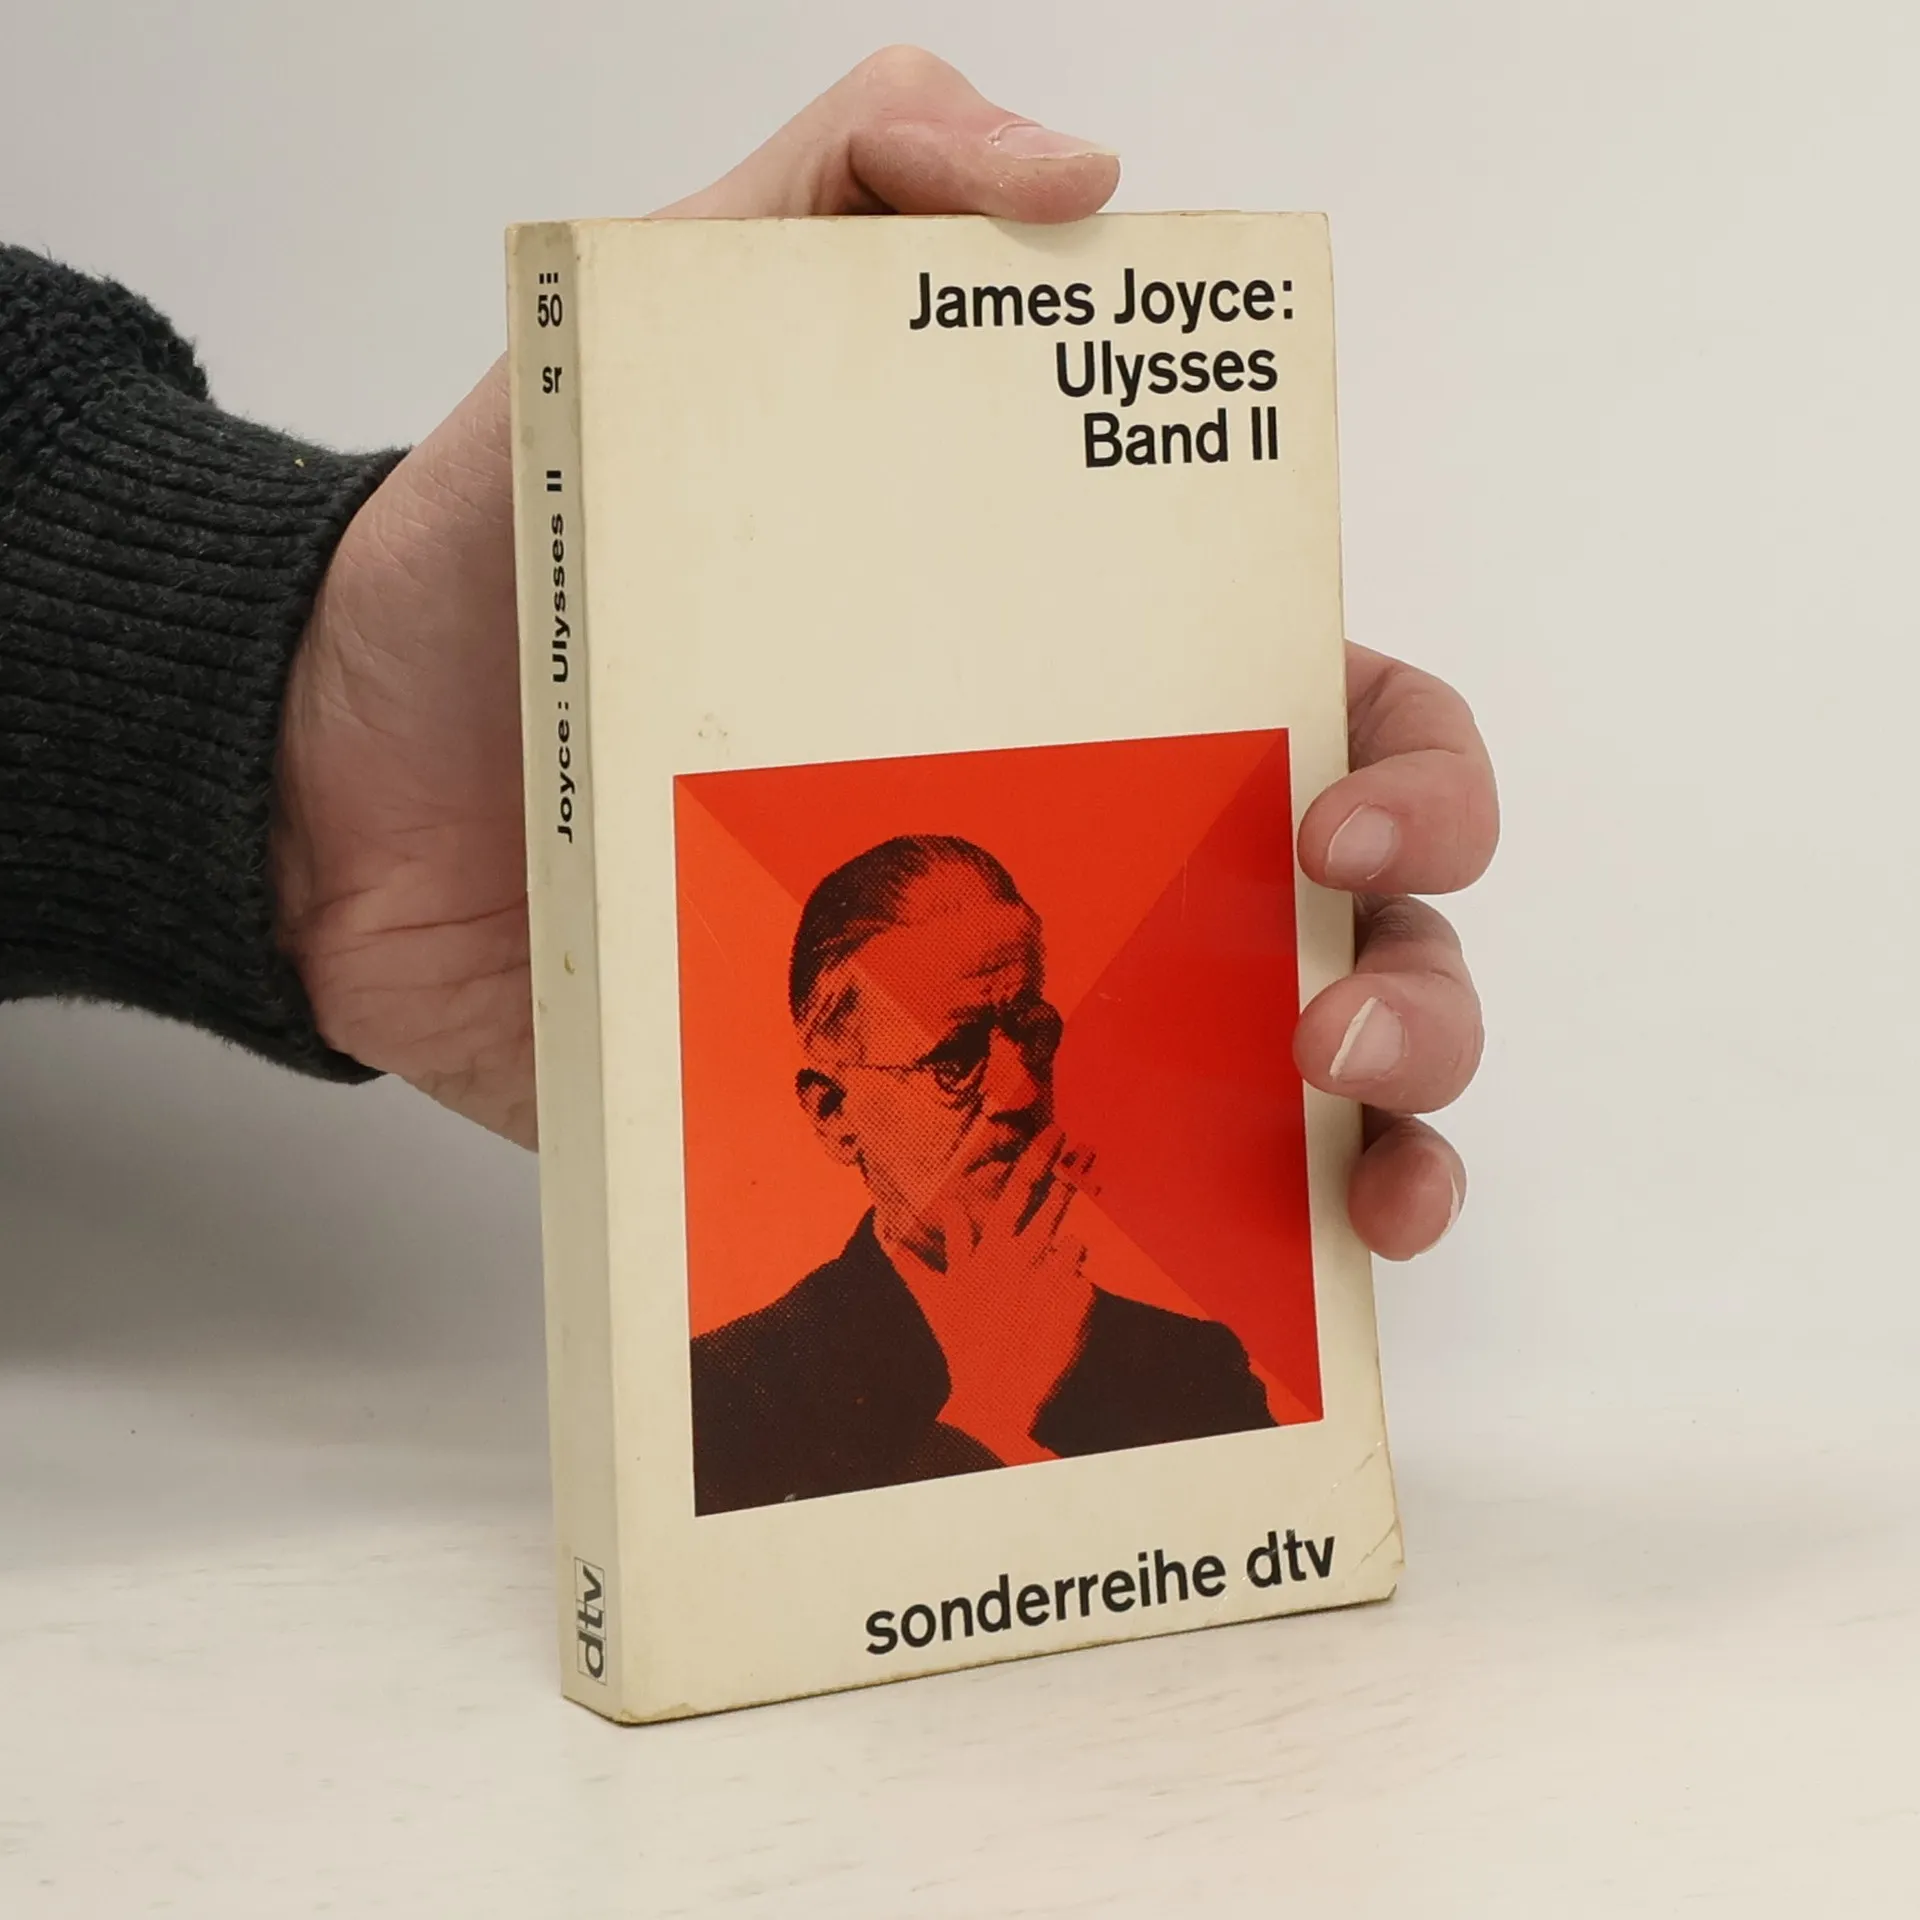 James Joyce:
Ulysses
Band II
sonderreihe dtv
50
sr
Joyce: Ulysses II
dtv